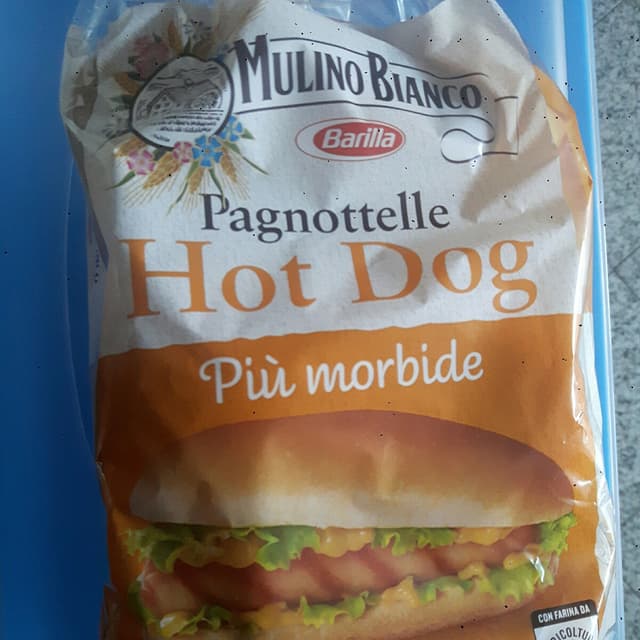 Mulino Bianco
Barilla
Pagnottelle
Hot Dog
Più morbide
CON FARINA DA